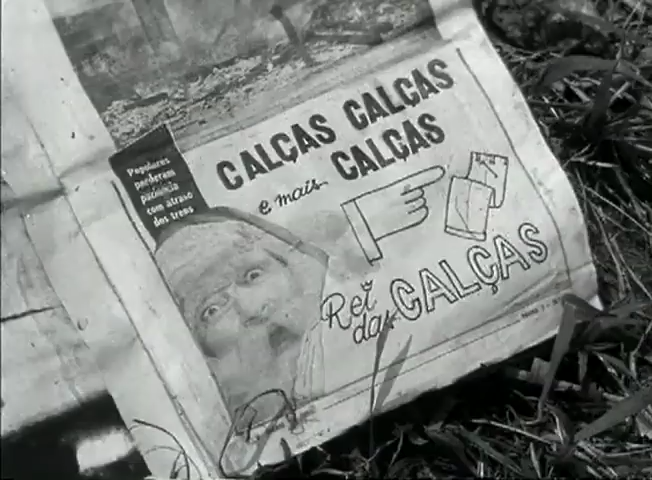 Populares
perderam
paciência
com atraso
dos trens
CALÇAS CALÇAS
e mais CALÇAS
Rei
das CALÇAS